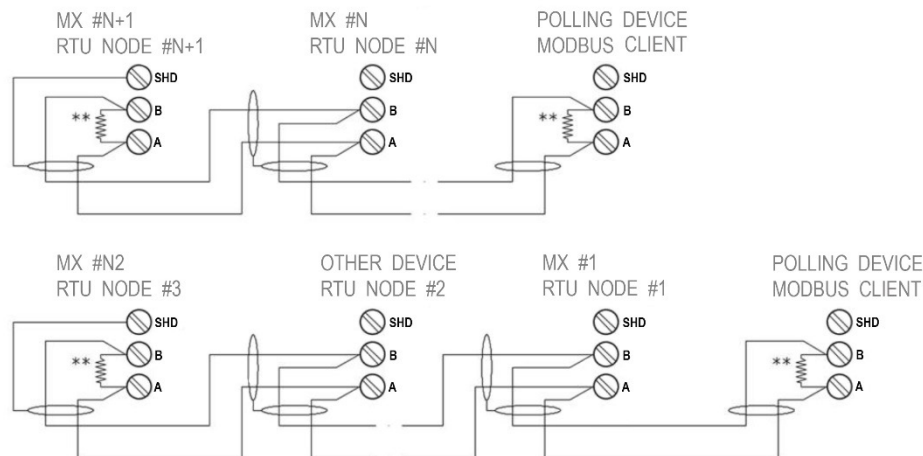 MX #N+1
RTU NODE #N+1
MX #N
RTU NODE #N
POLLING DEVICE
MODBUS CLIENT
SHD
B
**
A
SHD
B
A
SHD
B
**
A
MX #N2
RTU NODE #3
OTHER DEVICE
RTU NODE #2
MX #1
RTU NODE #1
POLLING DEVICE
MODBUS CLIENT
SHD
B
**
A
SHD
B
A
SHD
B
A
SHD
B
**
A